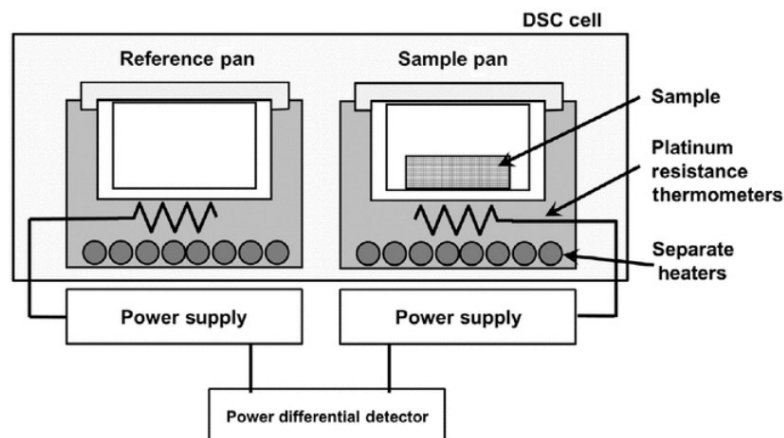 DSC cell
Reference pan
Sample pan
Sample
Platinum
resistance
thermometers
Separate
heaters
Power supply
Power supply
Power differential detector